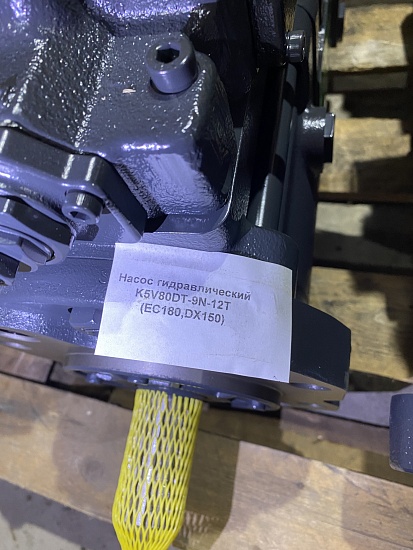 Насос гидравлический
K5V80DT-9N-12T
(EC180,DX150)